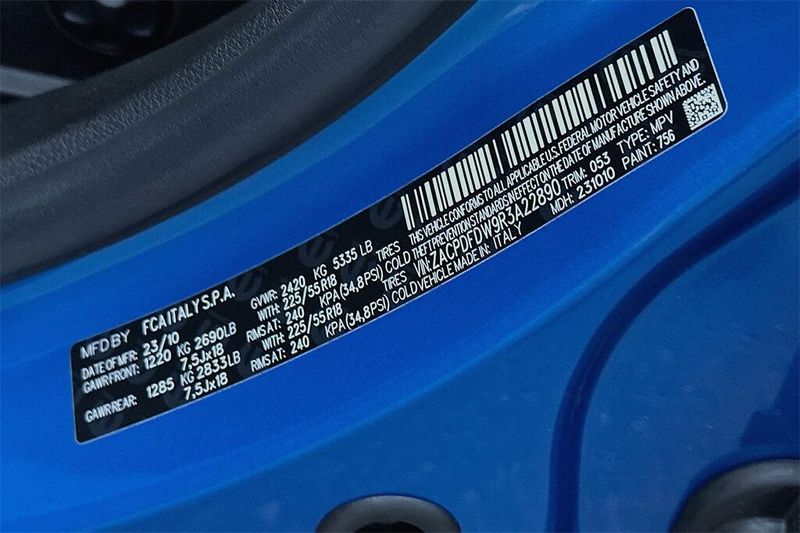 MFD BY FCA ITALY S.P.A.
DATE OF MFR: 23/10 GVWR: 2420 KG 5335 LB
GAWR FRONT: 1220 KG 2690LB WITH: 225/55R18 TIRES
7,5Jx18 RIMS AT: 240 KPA(34,8PSI) COLD
GAWR REAR: 1285 KG 2833LB WITH: 225/55R18 TIRES
7,5Jx18 RIMS AT: 240 KPA(34,8PSI) COLD
THIS VEHICLE CONFORMS TO ALL APPLICABLE U.S.FEDERAL MOTOR VEHICLE SAFETY AND
THEFT PREVENTION STANDARDS IN EFFECT ON THE DATE OF MANUFACTURE SHOWN ABOVE.
VIN: ZACPDFDW9R3A22890 TRIM: 053 TYPE: MPV
VEHICLE MADE IN: ITALY MDH: 231010 PAINT: 756